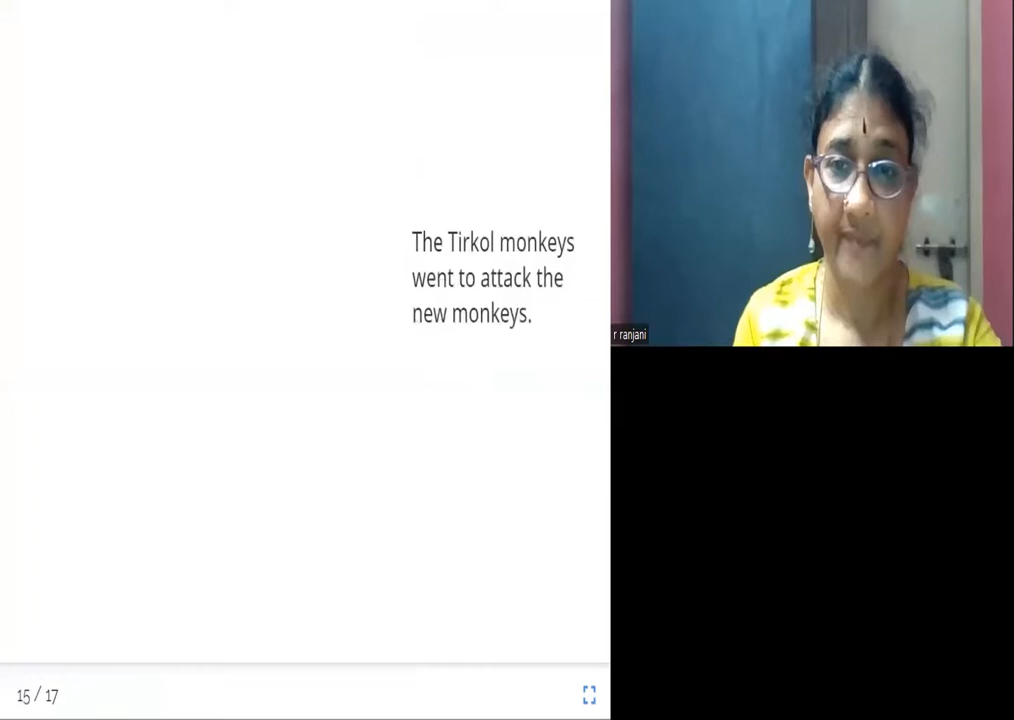 The Tirkol monkeys
went to attack the
new monkeys.
r ranjani
15 / 17